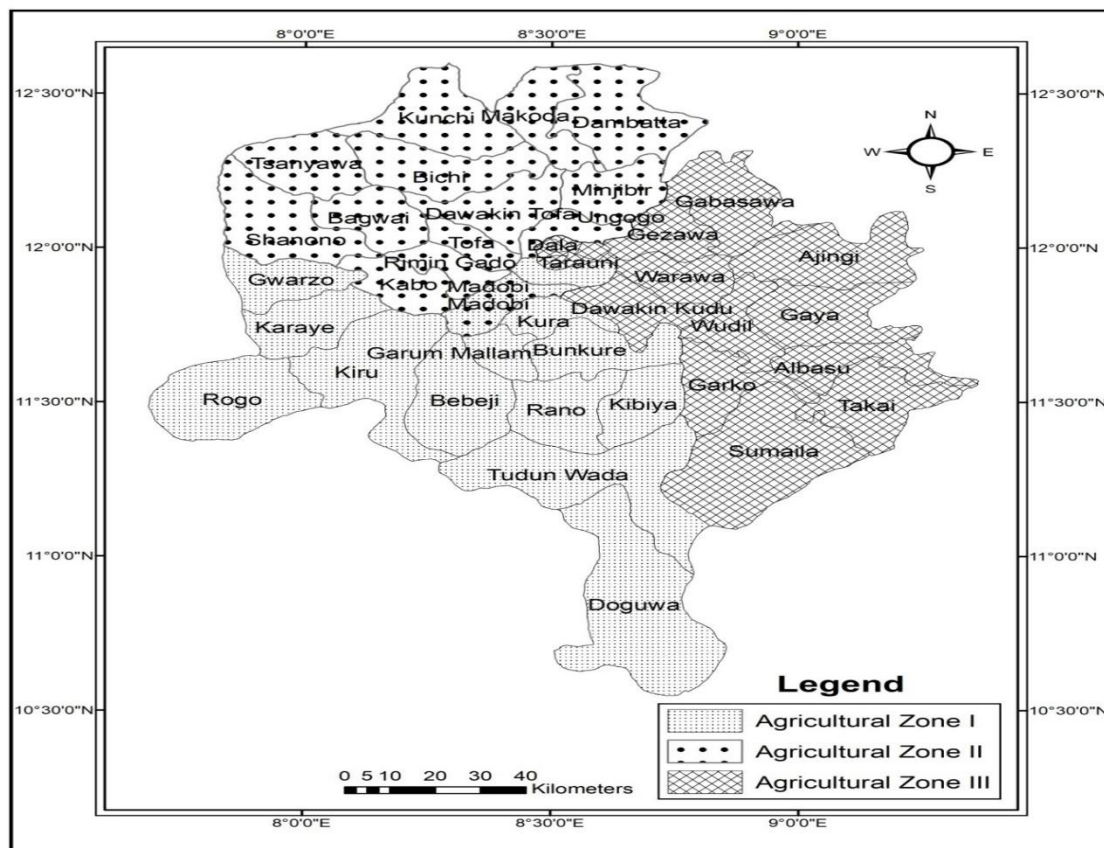 8°0'0"E 8°30'0"E 9°0'0"E
12°30'0"N 12°30'0"N
N
W E
S
Kunchi Makoda Dambatta
Tsanyawa
Bichi
Minjibir
Gabasawa
Bagwai Dawakin Tofa Ungogo
Gezawa
Shanono Tofa Dala
12°0'0"N 12°0'0"N
Rimin Gado Tarauni
Ajingi
Gwarzo Kabo Madobi Warawa
Madobi Dawakin Kudu
Karaye Kura Wudil Gaya
Garum Mallam Bunkure
Kiru Albasu
Garko
Rogo Bebeji Rano Kibiya Takai
11°30'0"N 11°30'0"N
Sumaila
Tudun Wada
11°0'0"N 11°0'0"N
Doguwa
Legend
10°30'0"N 10°30'0"N
Agricultural Zone I
Agricultural Zone II
Agricultural Zone III
0 5 10 20 30 40
Kilometers
8°0'0"E 8°30'0"E 9°0'0"E